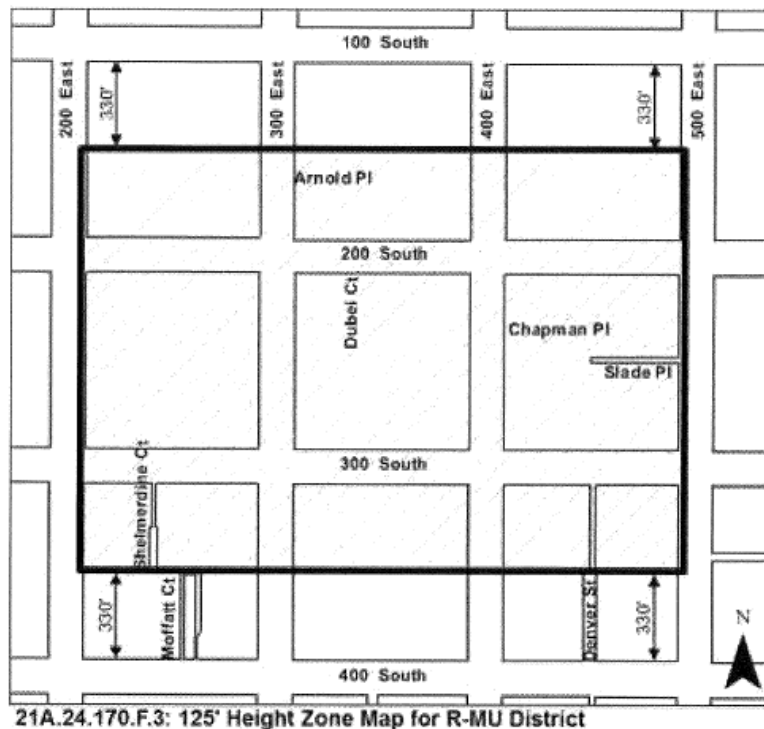 100 South
200 East
330'
300 East
400 East
330'
500 East
Arnold Pl
200 South
Dubei Ct
Chapman Pl
Slade Pl
300 South
Shelmerdine Ct
330'
Moffatt Ct
Denver St
330'
N
400 South
21A.24.170.F.3: 125' Height Zone Map for R-MU District